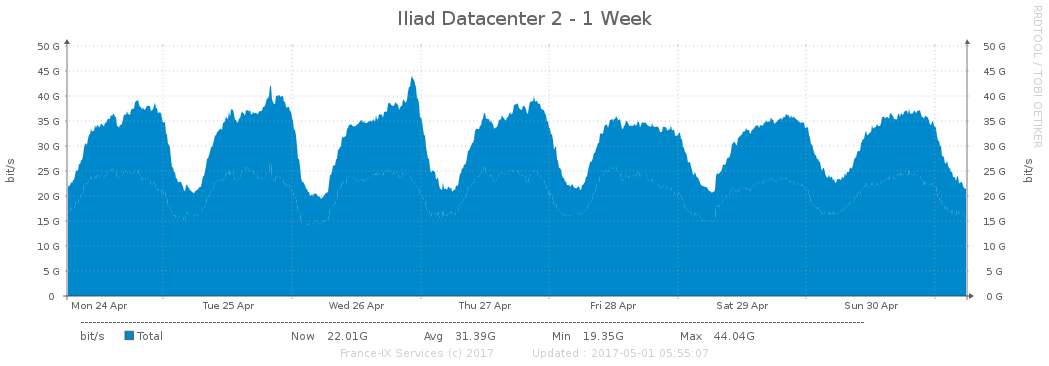 Iliad Datacenter 2 - 1 Week
RRDTOOL / TOBI OETIKER
50 G 50 G
45 G 45 G
40 G 40 G
35 G 35 G
30 G 30 G
25 G 25 G
20 G 20 G
15 G 15 G
10 G 10 G
5 G 5 G
0 0 G
bit/s bit/s
Mon 24 Apr Tue 25 Apr Wed 26 Apr Thu 27 Apr Fri 28 Apr Sat 29 Apr Sun 30 Apr
bit/s Total Now 22.01G Avg 31.39G Min 19.35G Max 44.04G
France-IX Services (c) 2017 Updated : 2017-05-01 05:55:07